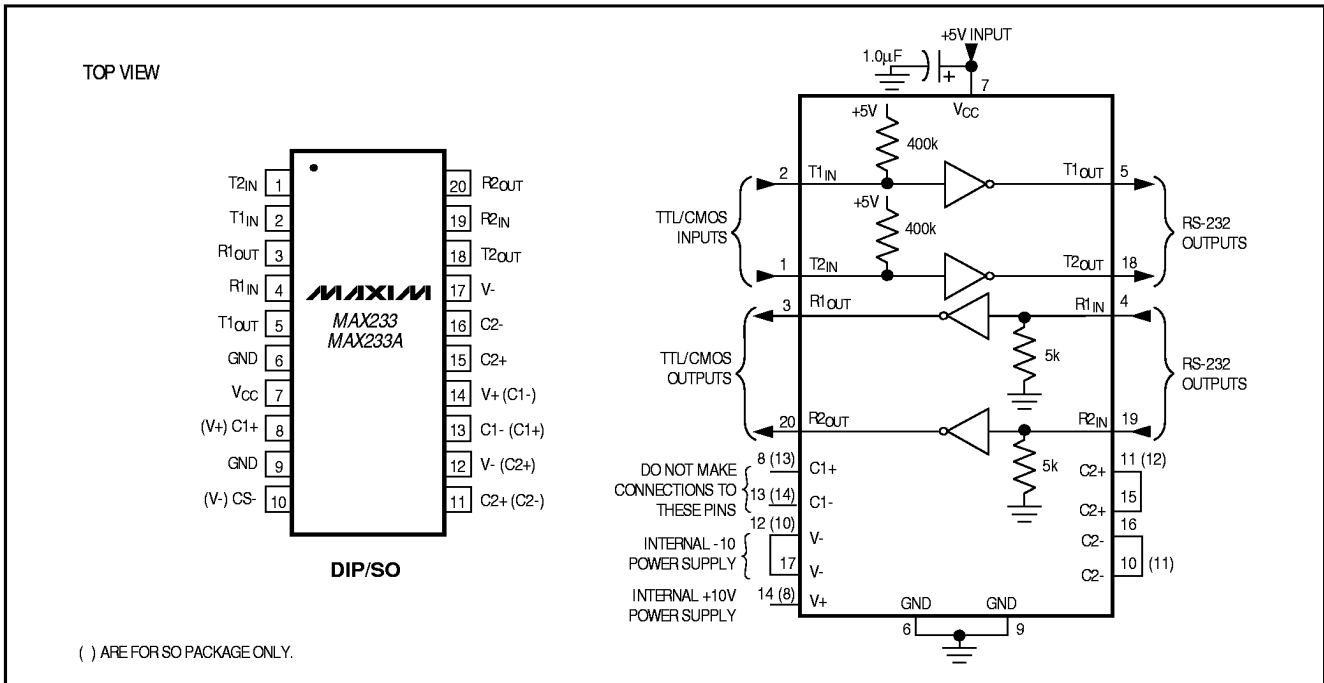 TOP VIEW
T2IN 1
T1IN 2
R1OUT 3
R1IN 4
T1OUT 5
GND 6
VCC 7
(V+) C1+ 8
GND 9
(V-) CS- 10
20 R2OUT
19 R2IN
18 T2OUT
17 V-
16 C2-
15 C2+
14 V+ (C1-)
13 C1- (C1+)
12 V- (C2+)
11 C2+ (C2-)
MAXIM
MAX233
MAX233A
DIP/SO
( ) ARE FOR SO PACKAGE ONLY.
+5V INPUT
1.0µF
+
7
VCC
+5V
400k
2 T1IN
T1OUT 5
+5V
400k
TTL/CMOS
INPUTS
RS-232
OUTPUTS
1 T2IN
T2OUT 18
3 R1OUT
R1IN 4
5k
TTL/CMOS
OUTPUTS
RS-232
OUTPUTS
20 R2OUT
R2IN 19
5k
DO NOT MAKE
CONNECTIONS TO
THESE PINS
8 (13) C1+
13 (14) C1-
INTERNAL -10
POWER SUPPLY
12 (10) V-
17 V-
INTERNAL +10V
POWER SUPPLY
14 (8) V+
C2+ 11 (12)
C2+ 15
C2- 16
C2- 10 (11)
GND GND
6 9